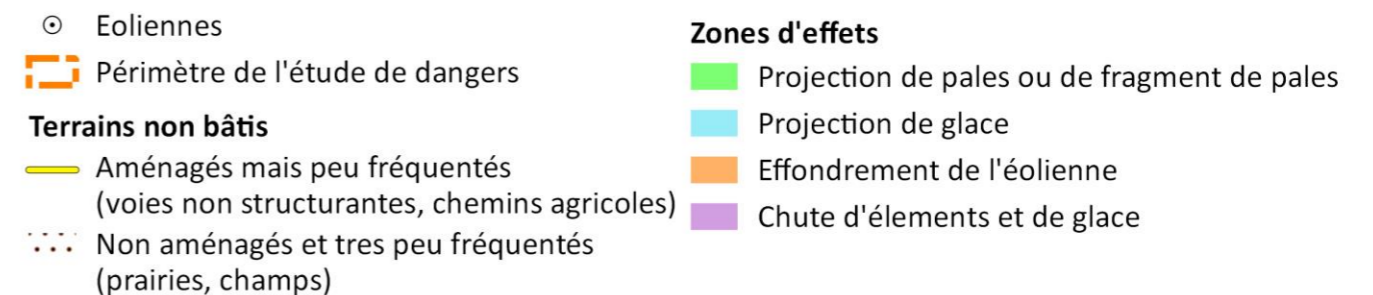 Eoliennes
Périmètre de l'étude de dangers
Terrains non bâtis
Aménagés mais peu fréquentés
(voies non structurantes, chemins agricoles)
Non aménagés et tres peu fréquentés
(prairies, champs)
Zones d'effets
Projection de pales ou de fragment de pales
Projection de glace
Effondrement de l'éolienne
Chute d'élements et de glace